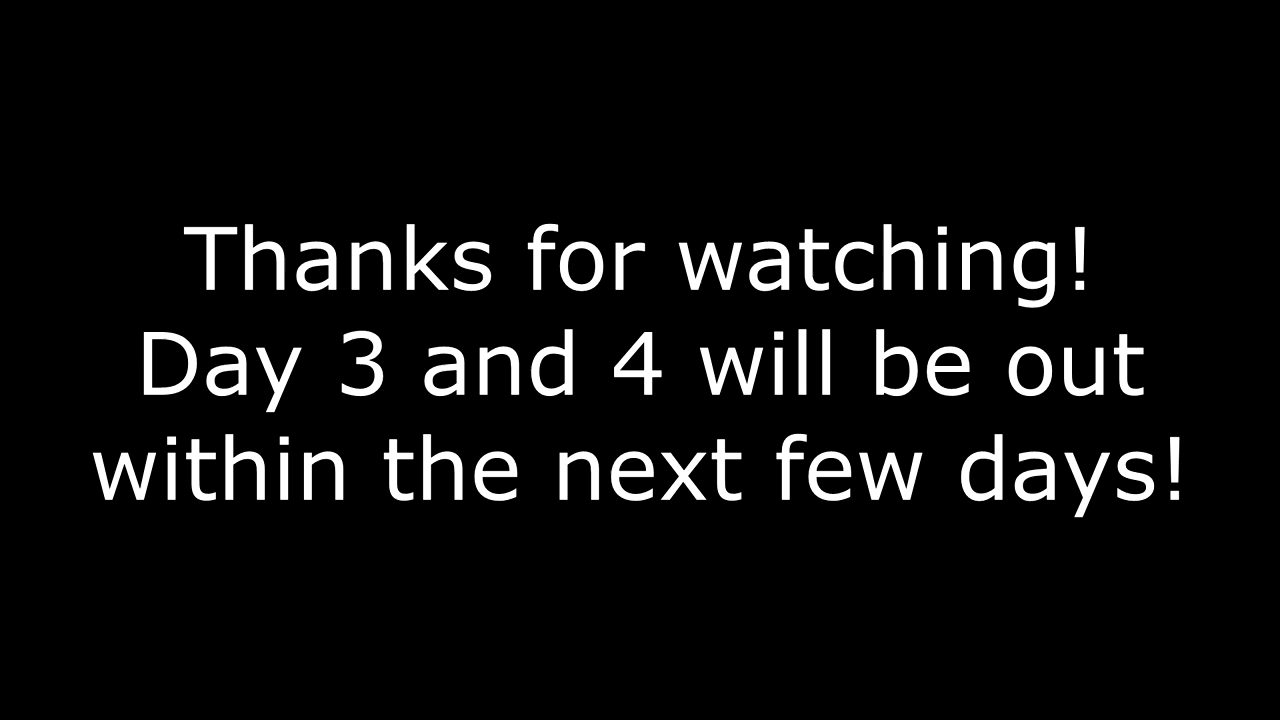 Thanks for watching!
Day 3 and 4 will be out
within the next few days!